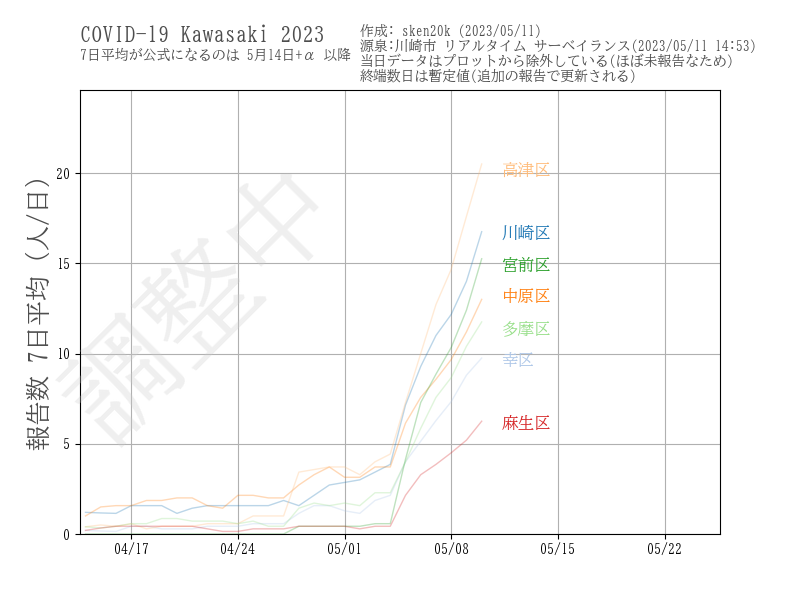 COVID-19 Kawasaki 2023
7日平均が公式になるのは 5月14日+α 以降
作成: sken20k (2023/05/11)
源泉:川崎市 リアルタイム サーベイランス(2023/05/11 14:53)
当日データはプロットから除外している(ほぼ未報告なため)
終端数日は暫定値(追加の報告で更新される)
報告数 7日平均 (人/日)
20
15
10
5
0
調整中
高津区
川崎区
宮前区
中原区
多摩区
幸区
麻生区
04/17
04/24
05/01
05/08
05/15
05/22